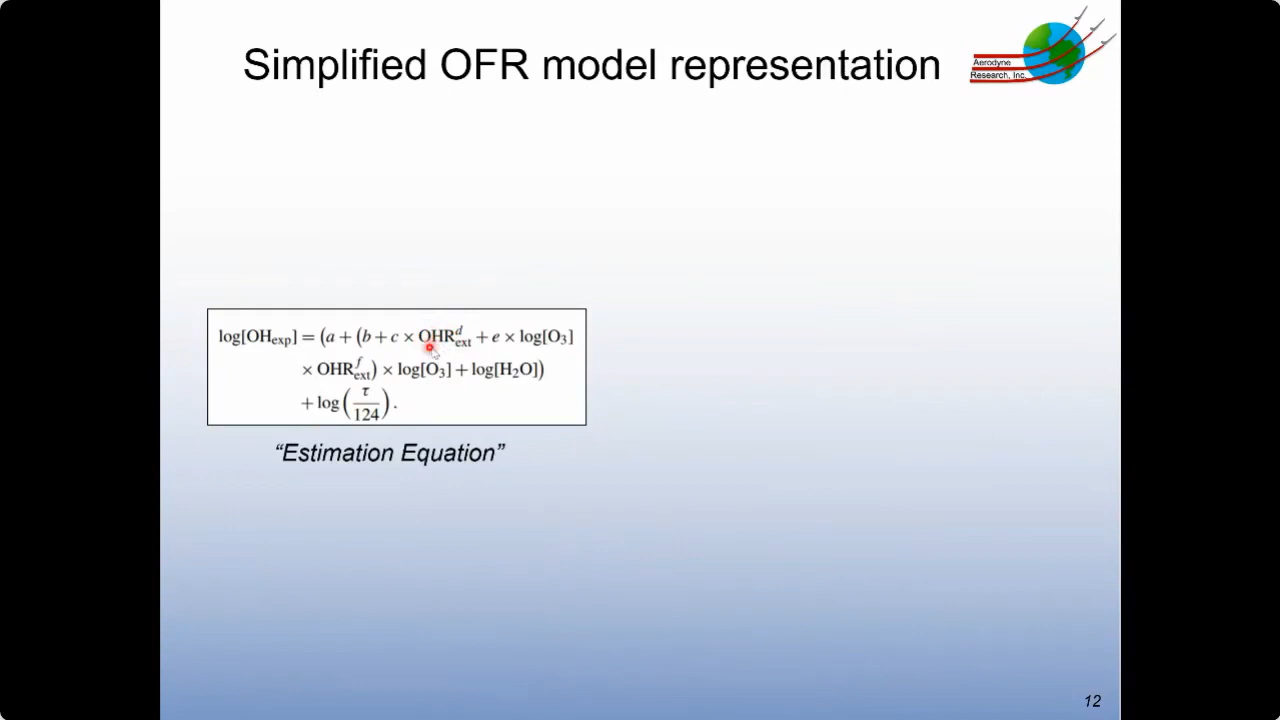 Simplified OFR model representation
Aerodyne
Research, Inc.
log[OH_exp] = (a + (b + c × OHR_ext^d + e × log[O₃]
× OHR_ext^f) × log[O₃] + log[H₂O])
+ log(τ/124).
“Estimation Equation”
12